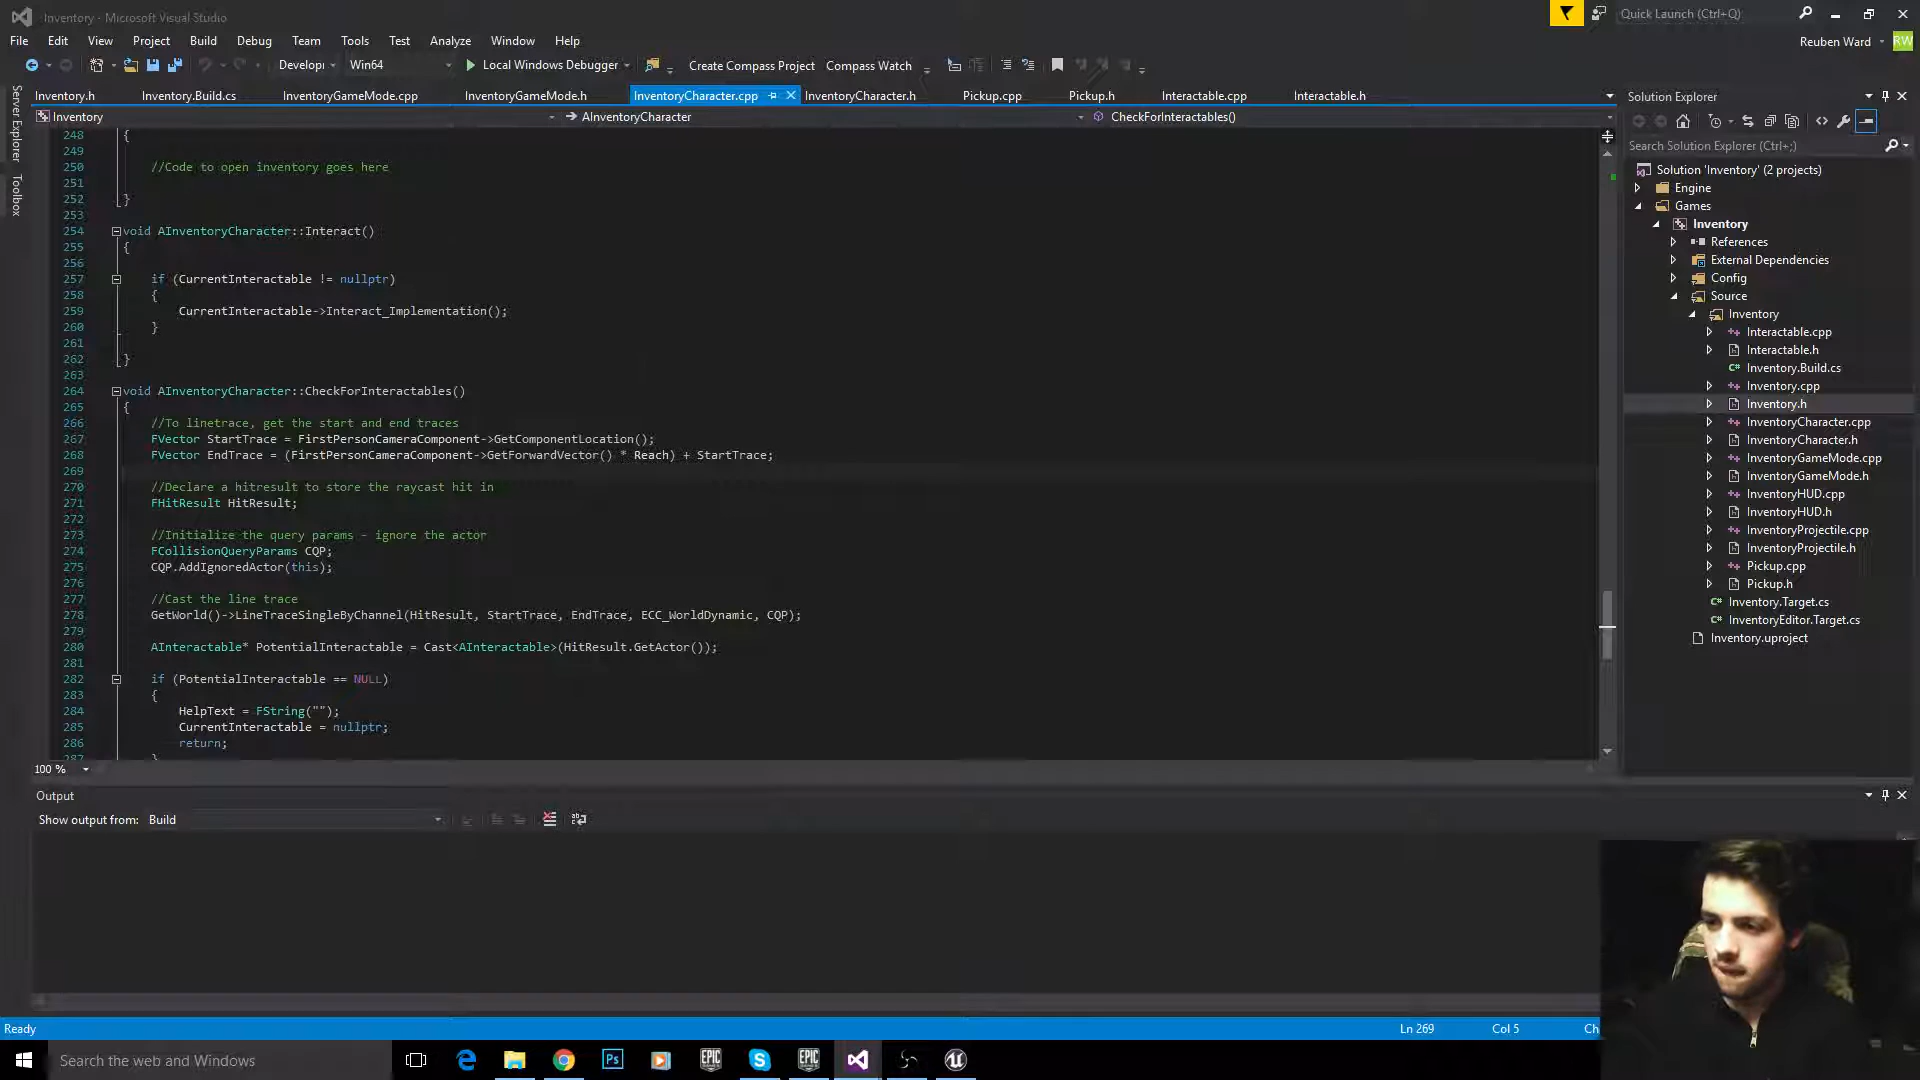 Inventory - Microsoft Visual Studio
Quick Launch (Ctrl+Q)
File Edit View Project Build Debug Team Tools Test Analyze Window Help
Reuben Ward RW
Developi Win64 Local Windows Debugger Create Compass Project Compass Watch
Inventory.h Inventory.Build.cs InventoryGameMode.cpp InventoryGameMode.h InventoryCharacter.cpp InventoryCharacter.h Pickup.cpp Pickup.h Interactable.cpp Interactable.h
Inventory AInventoryCharacter CheckForInteractables()
Server Explorer
Toolbox
248 {
249
250 //Code to open inventory goes here
251
252 }
253
254 void AInventoryCharacter::Interact()
255 {
256
257 if (CurrentInteractable != nullptr)
258 {
259 CurrentInteractable->Interact_Implementation();
260 }
261
262 }
263
264 void AInventoryCharacter::CheckForInteractables()
265 {
266 //To linetrace, get the start and end traces
267 FVector StartTrace = FirstPersonCameraComponent->GetComponentLocation();
268 FVector EndTrace = (FirstPersonCameraComponent->GetForwardVector() * Reach) + StartTrace;
269
270 //Declare a hitresult to store the raycast hit in
271 FHitResult HitResult;
272
273 //Initialize the query params - ignore the actor
274 FCollisionQueryParams CQP;
275 CQP.AddIgnoredActor(this);
276
277 //Cast the line trace
278 GetWorld()->LineTraceSingleByChannel(HitResult, StartTrace, EndTrace, ECC_WorldDynamic, CQP);
279
280 AInteractable* PotentialInteractable = Cast<AInteractable>(HitResult.GetActor());
281
282 if (PotentialInteractable == NULL)
283 {
284 HelpText = FString("");
285 CurrentInteractable = nullptr;
286 return;
287 }
100 %
Solution Explorer
Search Solution Explorer (Ctrl+;)
Solution 'Inventory' (2 projects)
Engine
Games
Inventory
References
External Dependencies
Config
Source
Inventory
Interactable.cpp
Interactable.h
Inventory.Build.cs
Inventory.cpp
Inventory.h
InventoryCharacter.cpp
InventoryCharacter.h
InventoryGameMode.cpp
InventoryGameMode.h
InventoryHUD.cpp
InventoryHUD.h
InventoryProjectile.cpp
InventoryProjectile.h
Pickup.cpp
Pickup.h
Inventory.Target.cs
InventoryEditor.Target.cs
Inventory.uproject
Output
Show output from: Build
Ready Ln 269 Col 5 Ch
Search the web and Windows
Ps EPIC EPIC